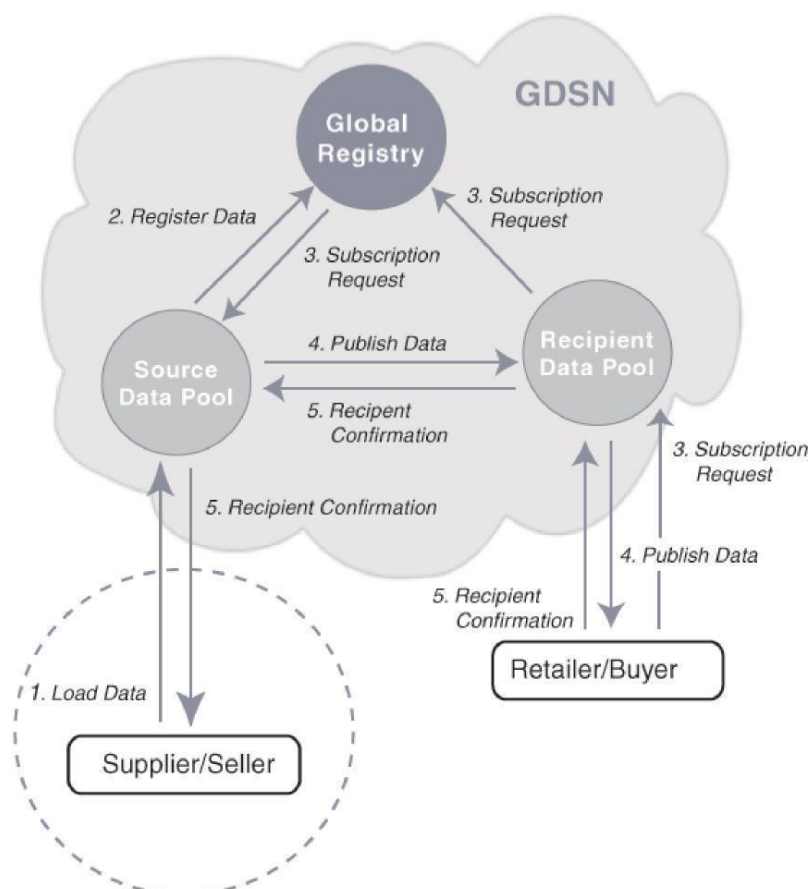 GDSN
Global
Registry
3. Subscription
Request
2. Register Data
3. Subscription
Request
Source
Data Pool
4. Publish Data
Recipient
Data Pool
5. Recipent
Confirmation
3. Subscription
Request
5. Recipient Confirmation
4. Publish Data
5. Recipient
Confirmation
Retailer/Buyer
1. Load Data
Supplier/Seller